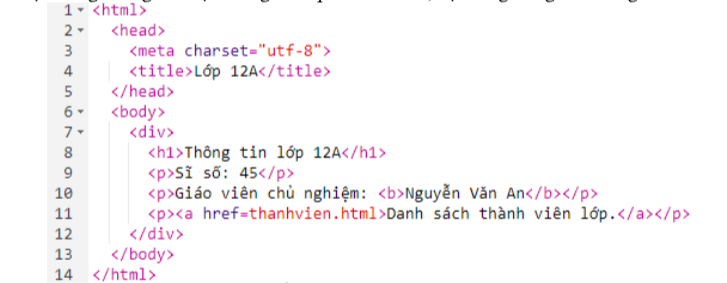 1 <html>
2 <head>
3 <meta charset="utf-8">
4 <title>Lớp 12A</title>
5 </head>
6 <body>
7 <div>
8 <h1>Thông tin lớp 12A</h1>
9 <p>Sĩ số: 45</p>
10 <p>Giáo viên chủ nghiệm: <b>Nguyễn Văn An</b></p>
11 <p><a href=thanhvien.html>Danh sách thành viên lớp.</a></p>
12 </div>
13 </body>
14 </html>